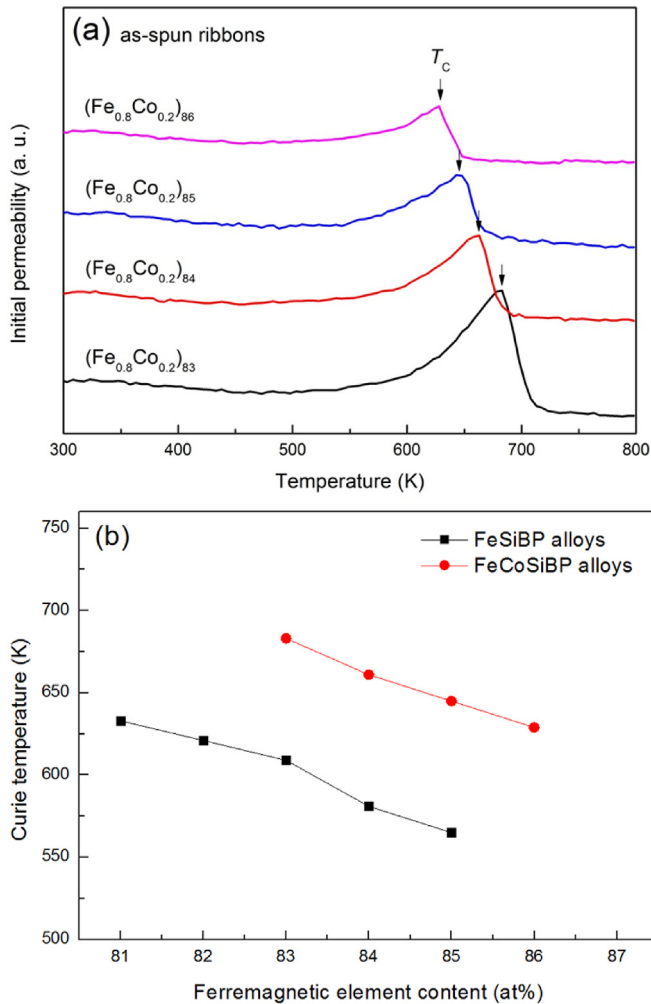 (a) as-spun ribbons
T_C
(Fe_0.8Co_0.2)_86
(Fe_0.8Co_0.2)_85
(Fe_0.8Co_0.2)_84
(Fe_0.8Co_0.2)_83
Initial permeability (a. u.)
300 400 500 600 700 800
Temperature (K)
(b)
FeSiBP alloys
FeCoSiBP alloys
750
700
650
600
550
500
Curie temperature (K)
81 82 83 84 85 86 87
Ferremagnetic element content (at%)